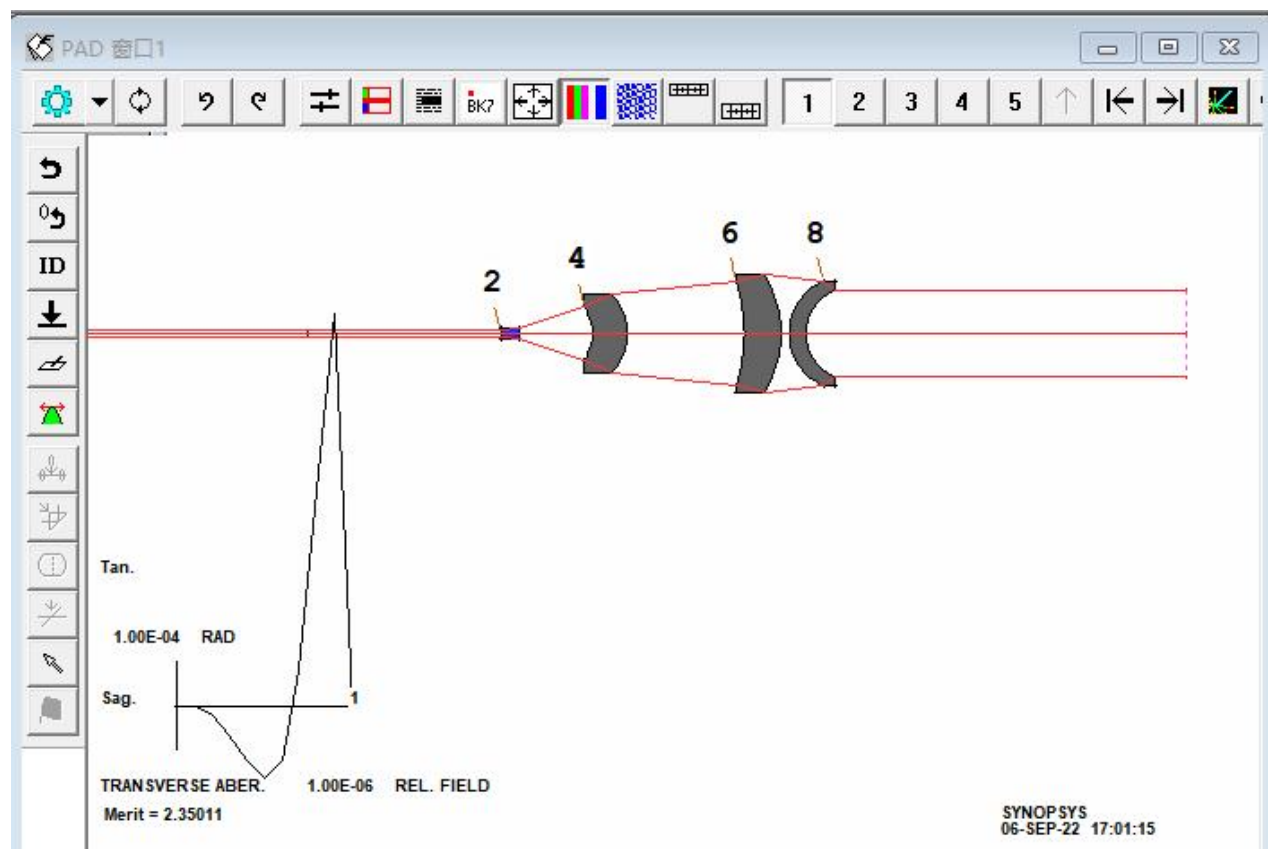 PAD 窗口1
BK7
1 2 3 4 5
0
ID
2
4
6
8
Tan.
1.00E-04 RAD
Sag.
1
TRANSVERSE ABER. 1.00E-06 REL. FIELD
Merit = 2.35011
SYNOPSYS
06-SEP-22 17:01:15